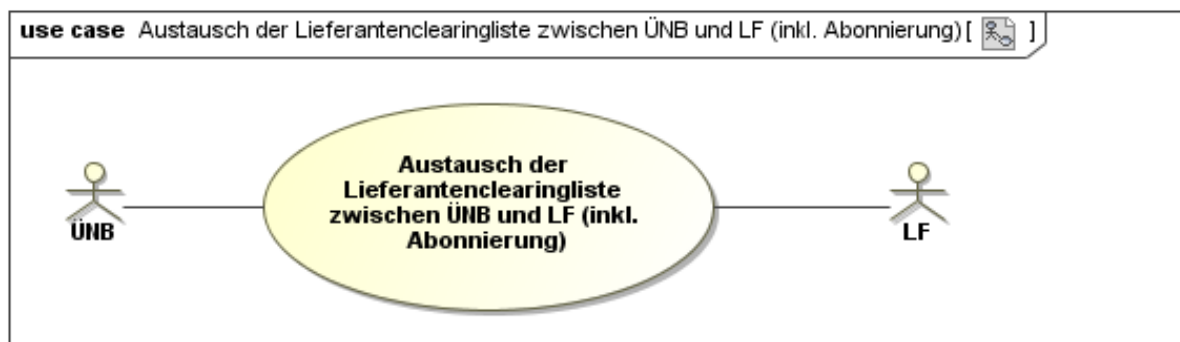 use case Austausch der Lieferantenclearingliste zwischen ÜNB und LF (inkl. Abonnierung) [ ]
Austausch der
Lieferantenclearingliste
zwischen ÜNB und LF (inkl.
Abonnierung)
ÜNB
LF